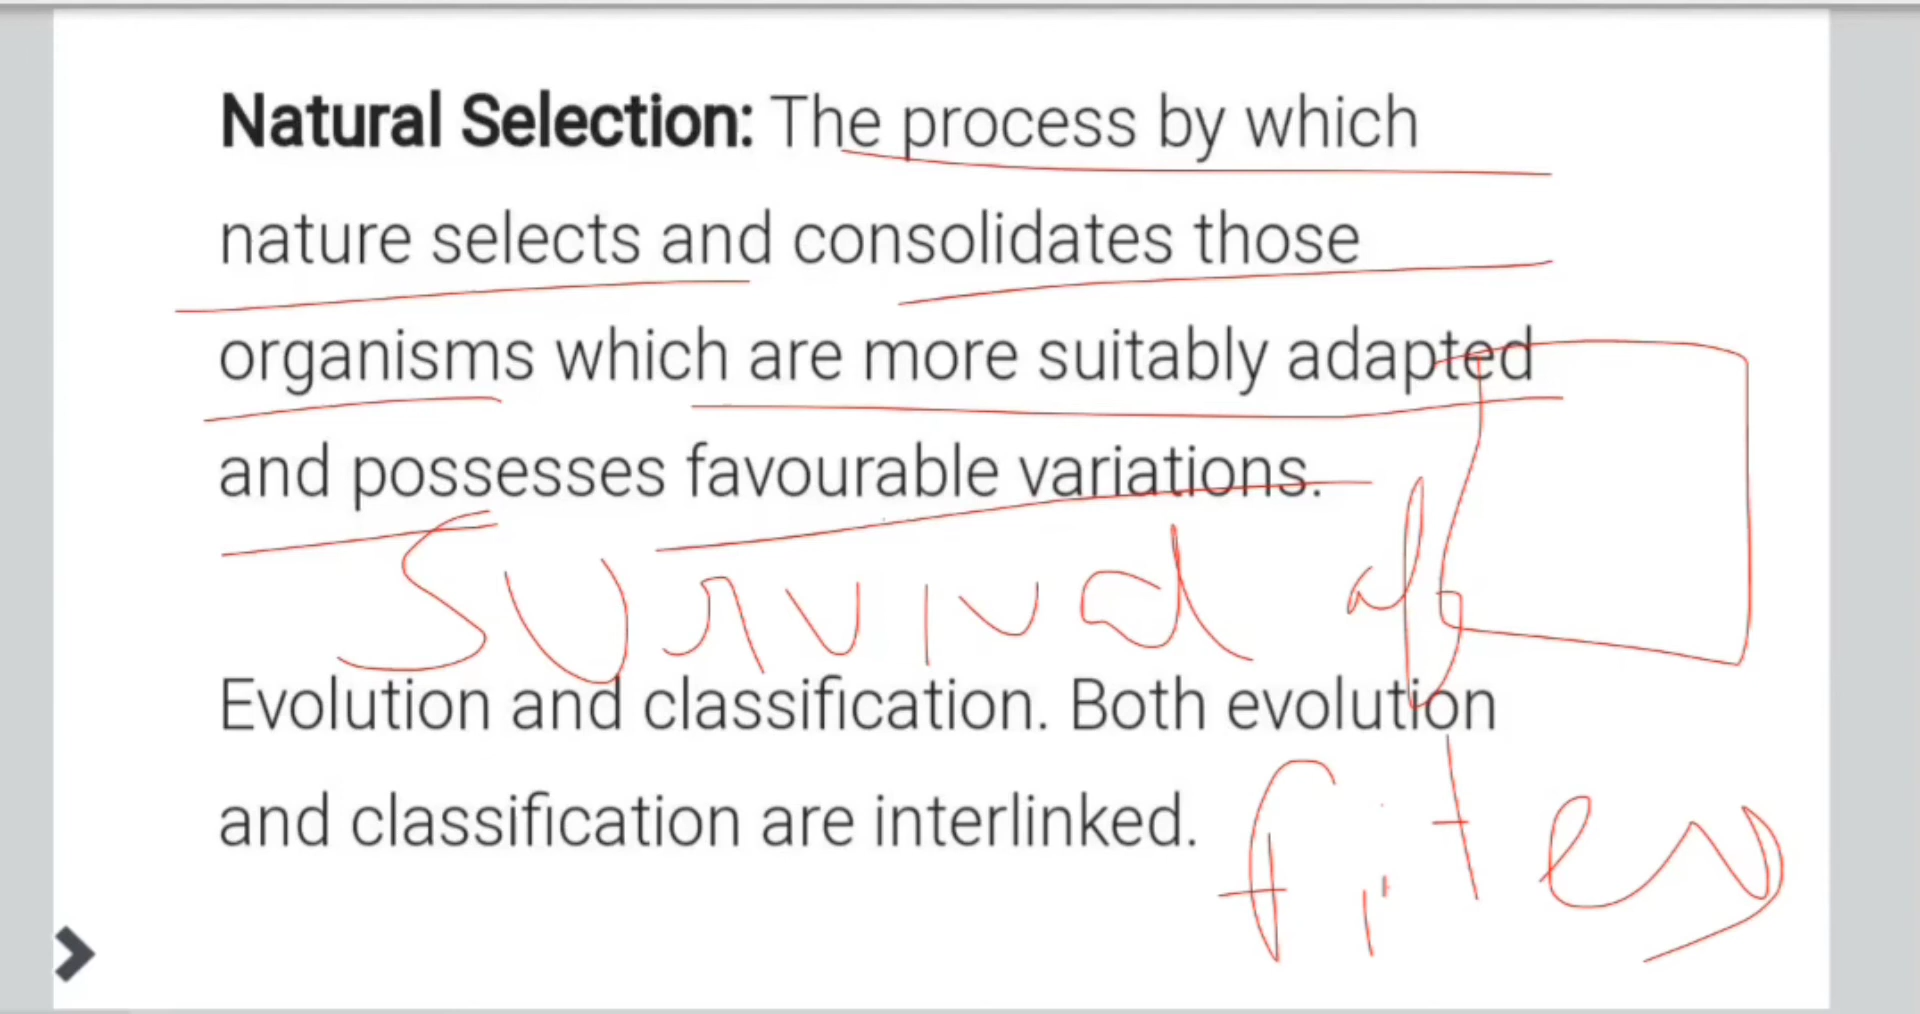 Natural Selection: The process by which
nature selects and consolidates those
organisms which are more suitably adapted
and possesses favourable variations.
Survival of
Evolution and classification. Both evolution
and classification are interlinked.
fites